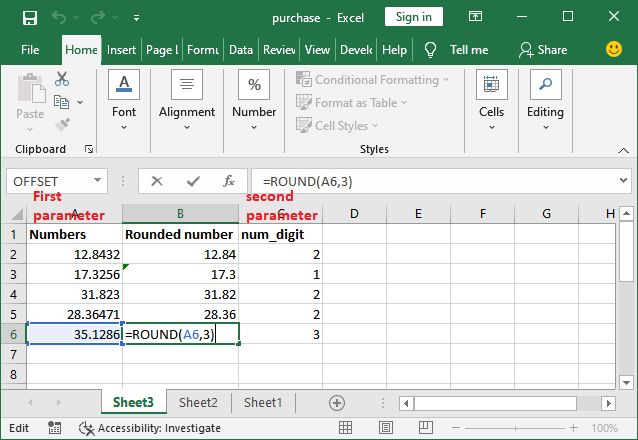 purchase - Excel Sign in
File Home Insert Page l Formu Data Review View Develo Help Tell me Share
Paste Font Alignment Number Conditional Formatting Format as Table Cell Styles Cells Editing
Clipboard Styles
OFFSET fx =ROUND(A6,3)
First parameter second parameter
A B C D E F G H
1 Numbers Rounded number num_digit
2 12.8432 12.84 2
3 17.3256 17.3 1
4 31.823 31.82 2
5 28.36471 28.36 2
6 35.1286 =ROUND(A6,3) 3
7
8
Sheet3 Sheet2 Sheet1
Edit Accessibility: Investigate 100%